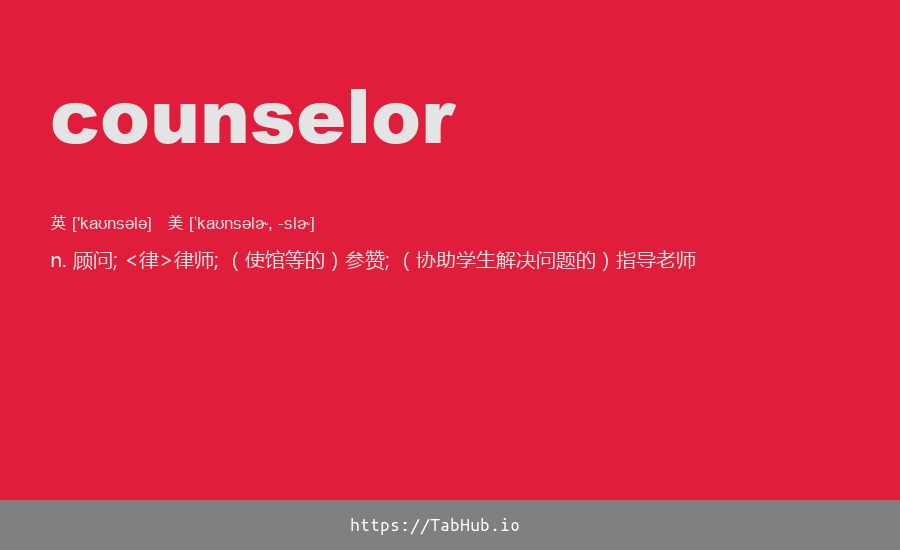 counselor
英 ['kaʊnsələ] 美 [ˈkaʊnsələ˞, -slə˞]
n. 顾问; <律>律师; （使馆等的）参赞; （协助学生解决问题的）指导老师
https://TabHub.io